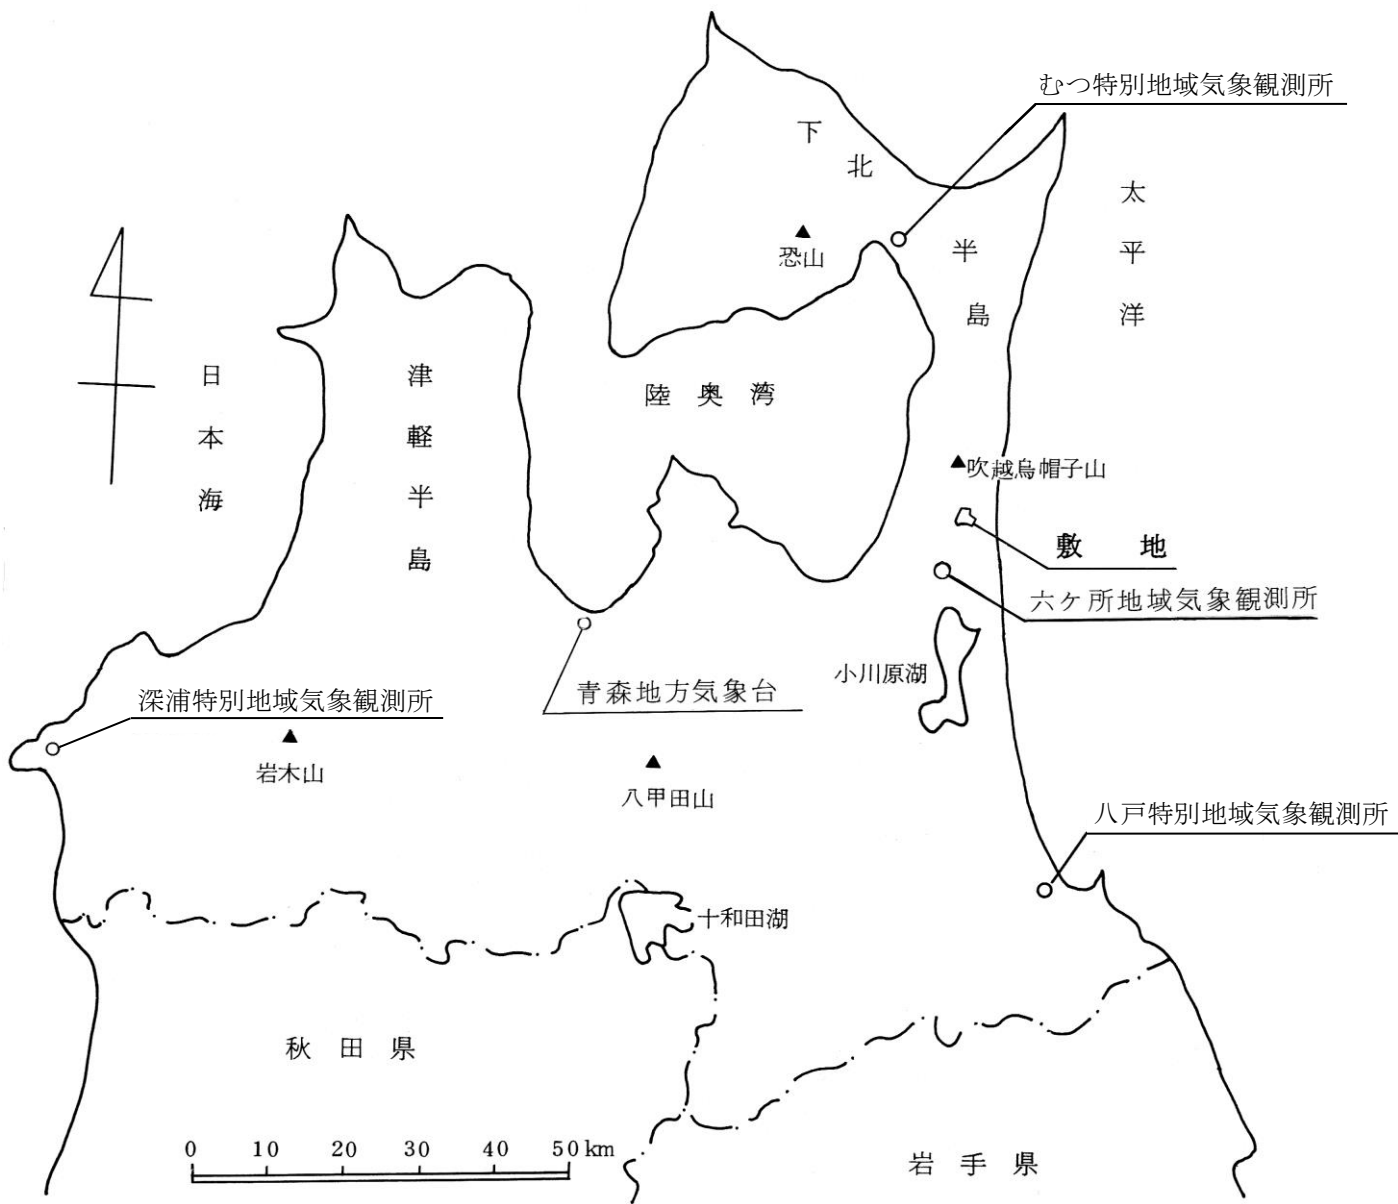 むつ特別地域気象観測所
下北半島
太平洋
恐山
日本海
津軽半島
陸奥湾
吹越烏帽子山
敷地
六ケ所地域気象観測所
小川原湖
青森地方気象台
深浦特別地域気象観測所
岩木山
八甲田山
八戸特別地域気象観測所
十和田湖
秋田県
岩手県
0 10 20 30 40 50 km